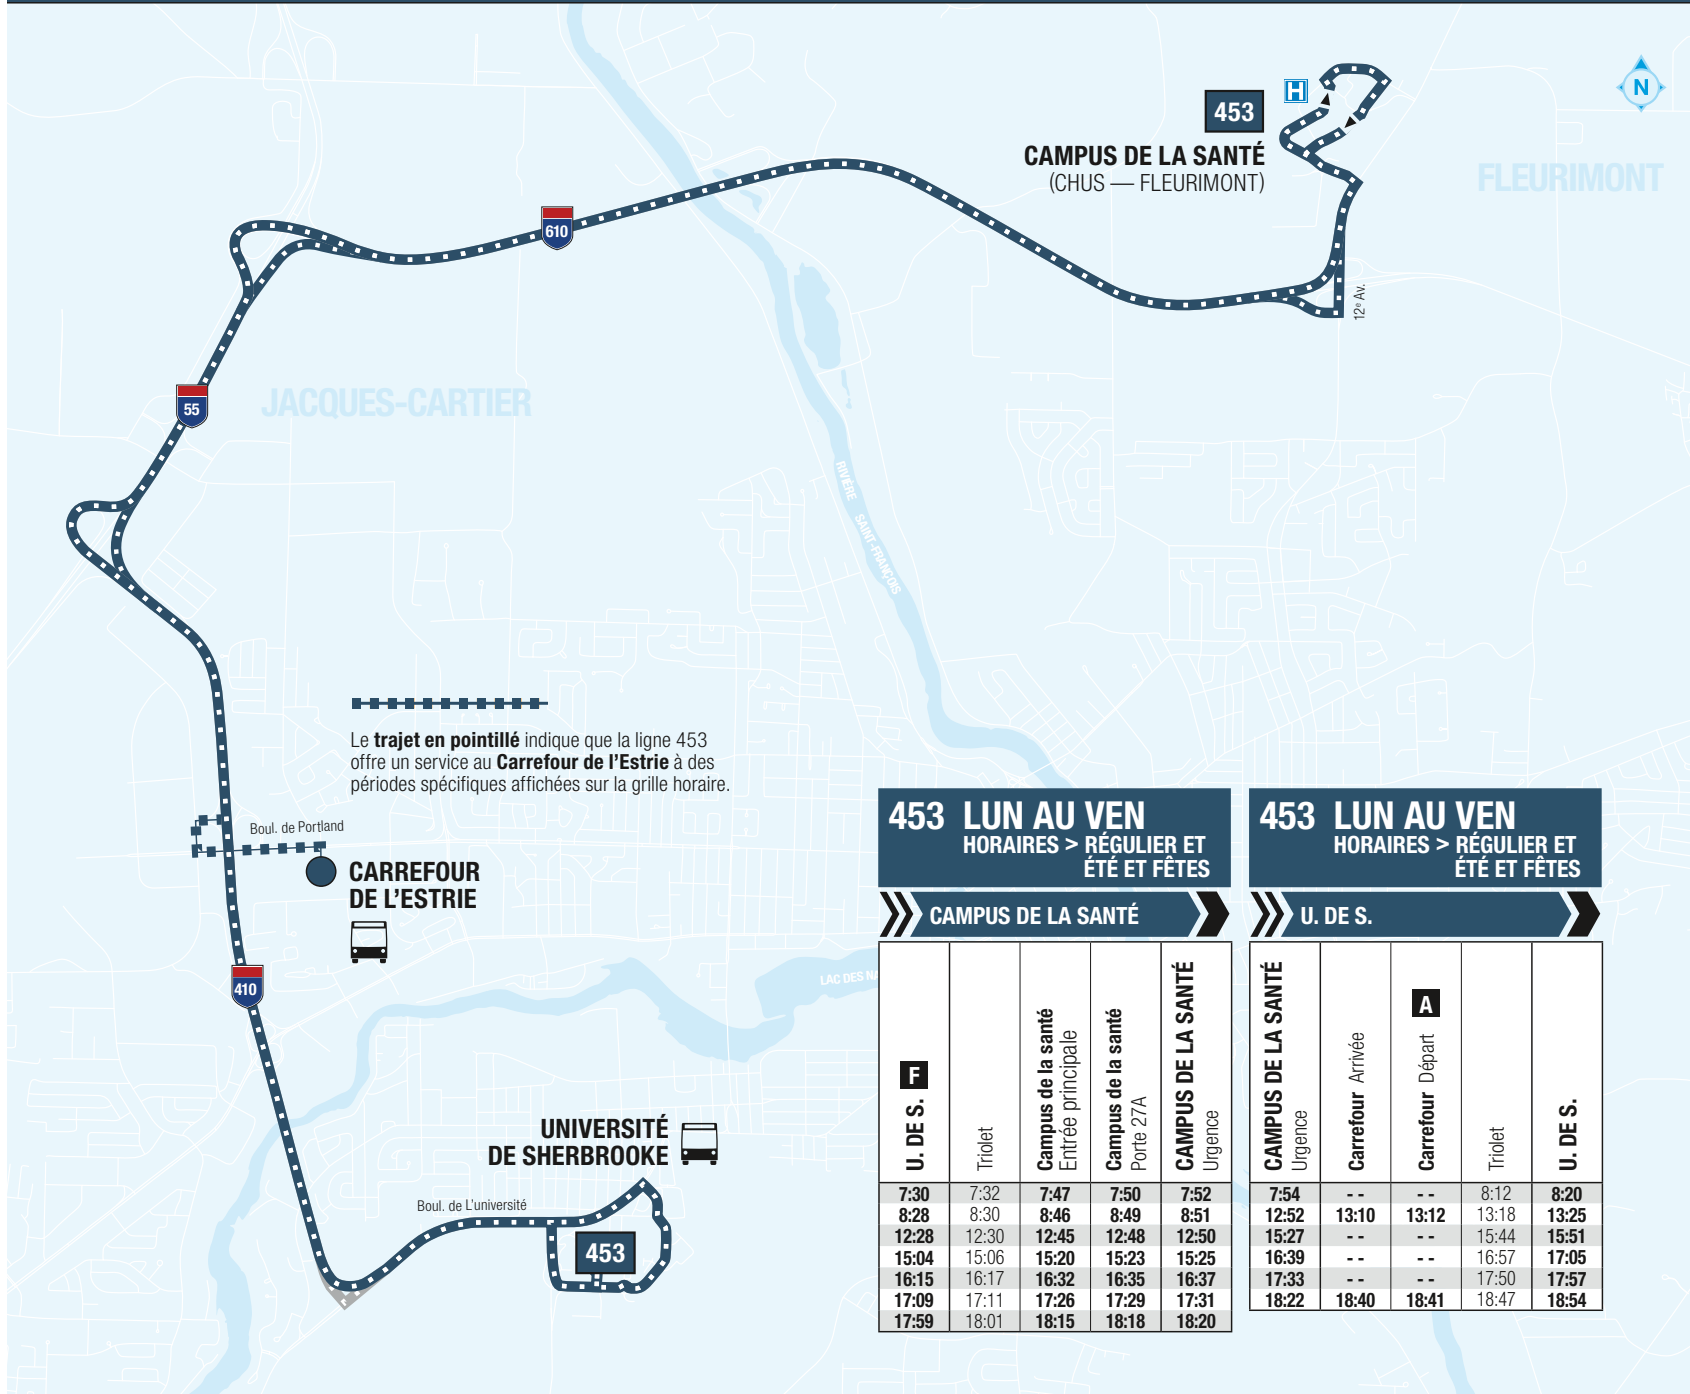 N
453
CAMPUS DE LA SANTÉ
(CHUS — FLEURIMONT)
H
FLEURIMONT
610
12e Av.
55
JACQUES-CARTIER
RIVIÈRE SAINT-FRANÇOIS
Le trajet en pointillé indique que la ligne 453
offre un service au Carrefour de l'Estrie à des
périodes spécifiques affichées sur la grille horaire.
Boul. de Portland
CARREFOUR
DE L'ESTRIE
410
LAC DES NA
UNIVERSITÉ
DE SHERBROOKE
Boul. de L'université
453
453 LUN AU VEN
HORAIRES > RÉGULIER ET
ÉTÉ ET FÊTES
CAMPUS DE LA SANTÉ
U. DE S. F
Triolet
Campus de la santé
Entrée principale
Campus de la santé
Porte 27A
CAMPUS DE LA SANTÉ
Urgence
7:30 7:32 7:47 7:50 7:52
8:28 8:30 8:46 8:49 8:51
12:28 12:30 12:45 12:48 12:50
15:04 15:06 15:20 15:23 15:25
16:15 16:17 16:32 16:35 16:37
17:09 17:11 17:26 17:29 17:31
17:59 18:01 18:15 18:18 18:20
453 LUN AU VEN
HORAIRES > RÉGULIER ET
ÉTÉ ET FÊTES
U. DE S.
CAMPUS DE LA SANTÉ
Urgence
Carrefour Arrivée
Carrefour Départ A
Triolet
U. DE S.
7:54 - - - - 8:12 8:20
12:52 13:10 13:12 13:18 13:25
15:27 - - - - 15:44 15:51
16:39 - - - - 16:57 17:05
17:33 - - - - 17:50 17:57
18:22 18:40 18:41 18:47 18:54